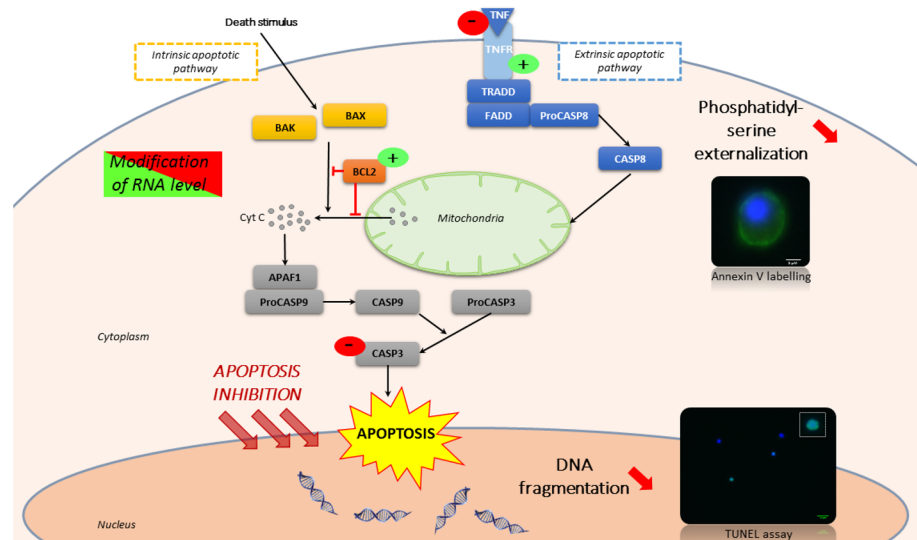 Death stimulus
Intrinsic apoptotic
pathway
-
TNF
TNFR
+
Extrinsic apoptotic
pathway
TRADD
FADD
ProCASP8
CASP8
BAK
BAX
BCL2
+
Modification
of RNA level
Cyt C
Mitochondria
Phosphatidyl-
serine
externalization
Annexin V labelling
APAF1
ProCASP9
CASP9
ProCASP3
Cytoplasm
-
CASP3
APOPTOSIS
INHIBITION
APOPTOSIS
DNA
fragmentation
TUNEL assay
Nucleus